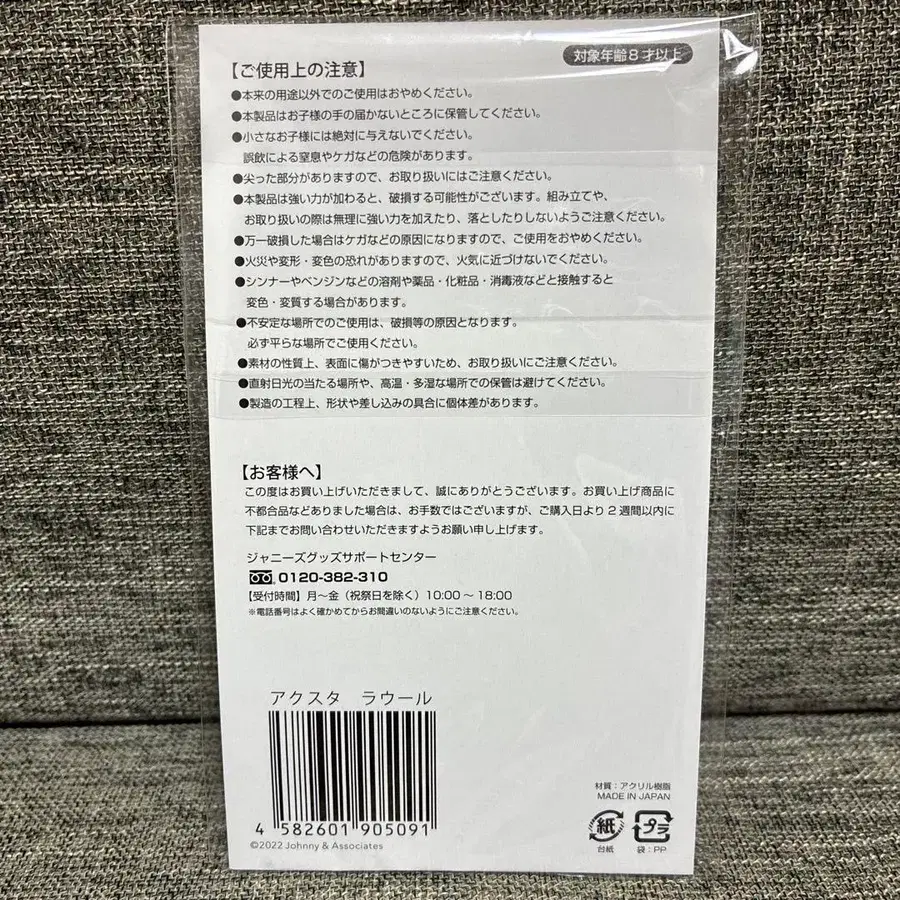 対象年齢8才以上
【ご使用上の注意】
●本来の用途以外でのご使用はおやめください。
●本製品はお子様の手の届かないところに保管してください。
●小さなお子様には絶対に与えないでください。
誤飲による窒息やケガなどの危険があります。
●尖った部分がありますので、お取り扱いにはご注意ください。
●本製品は強い力が加わると、破損する可能性がございます。組み立てや、
お取り扱いの際は無理に強い力を加えたり、落としたりしないようご注意ください。
●万一破損した場合はケガなどの原因になりますので、ご使用をおやめください。
●火災や変形・変色の恐れがありますので、火気に近づけないでください。
●シンナーやベンジンなどの溶剤や薬品・化粧品・消毒液などと接触すると
変色・変質する場合があります。
●不安定な場所でのご使用は、破損等の原因となります。
必ず平らな場所でご使用ください。
●素材の性質上、表面に傷がつきやすいため、お取り扱いにご注意ください。
●直射日光の当たる場所や、高温・多湿な場所での保管は避けてください。
●製造の工程上、形状や差し込みの具合に個体差があります。
【お客様へ】
この度はお買い上げいただきまして、誠にありがとうございます。お買い上げ商品に
不都合品などありました場合は、お手数ではございますが、ご購入日より2週間以内に
下記までお問い合わせいただきますようお願い申し上げます。
ジャニーズグッズサポートセンター
0120-382-310
【受付時間】月〜金(祝祭日を除く)10:00〜18:00
※電話番号はよく確かめてからお間違いのないようにご注意ください。
アクスタ ラウール
4 582601 905091
©2022 Johnny & Associates
材質:アクリル樹脂
MADE IN JAPAN
紙 プラ
台紙 袋:PP